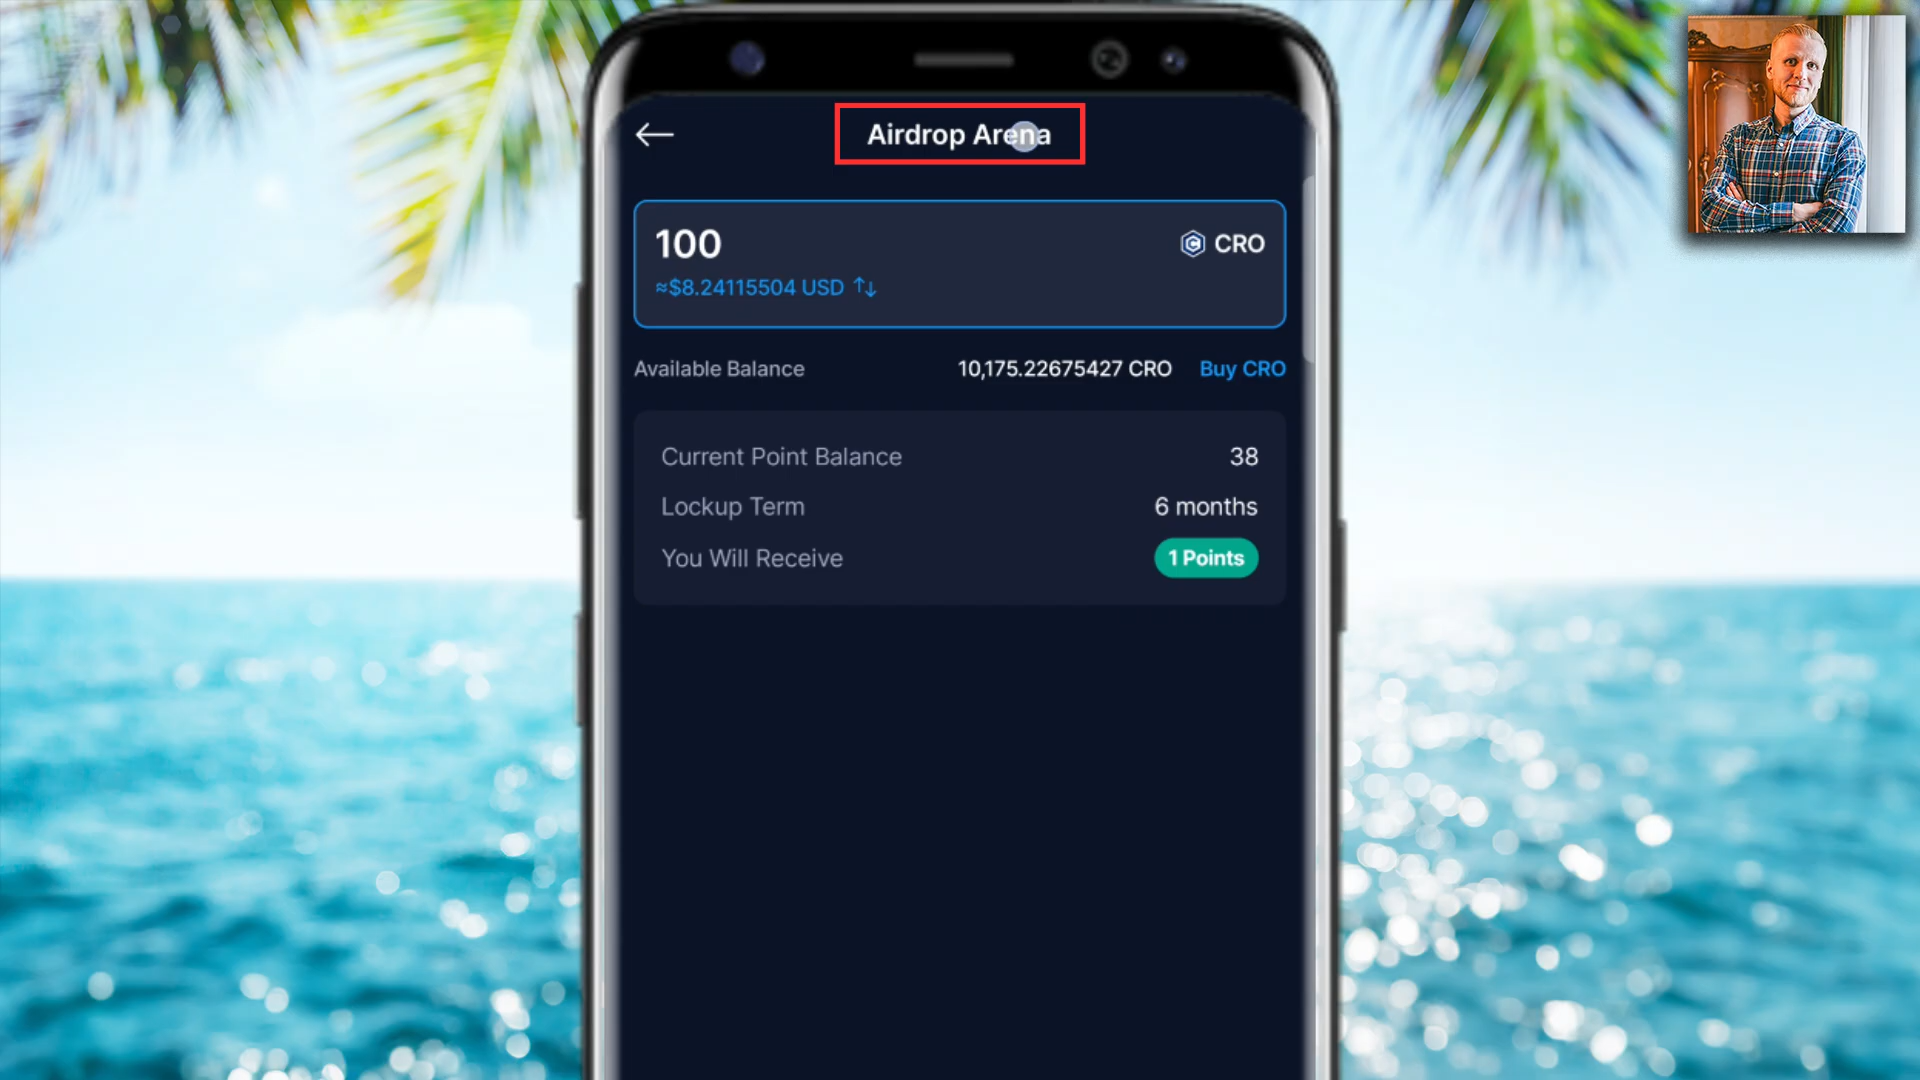 Airdrop Arena
100
CRO
≈$8.24115504 USD
Available Balance 10,175.22675427 CRO Buy CRO
Current Point Balance 38
Lockup Term 6 months
You Will Receive 1 Points